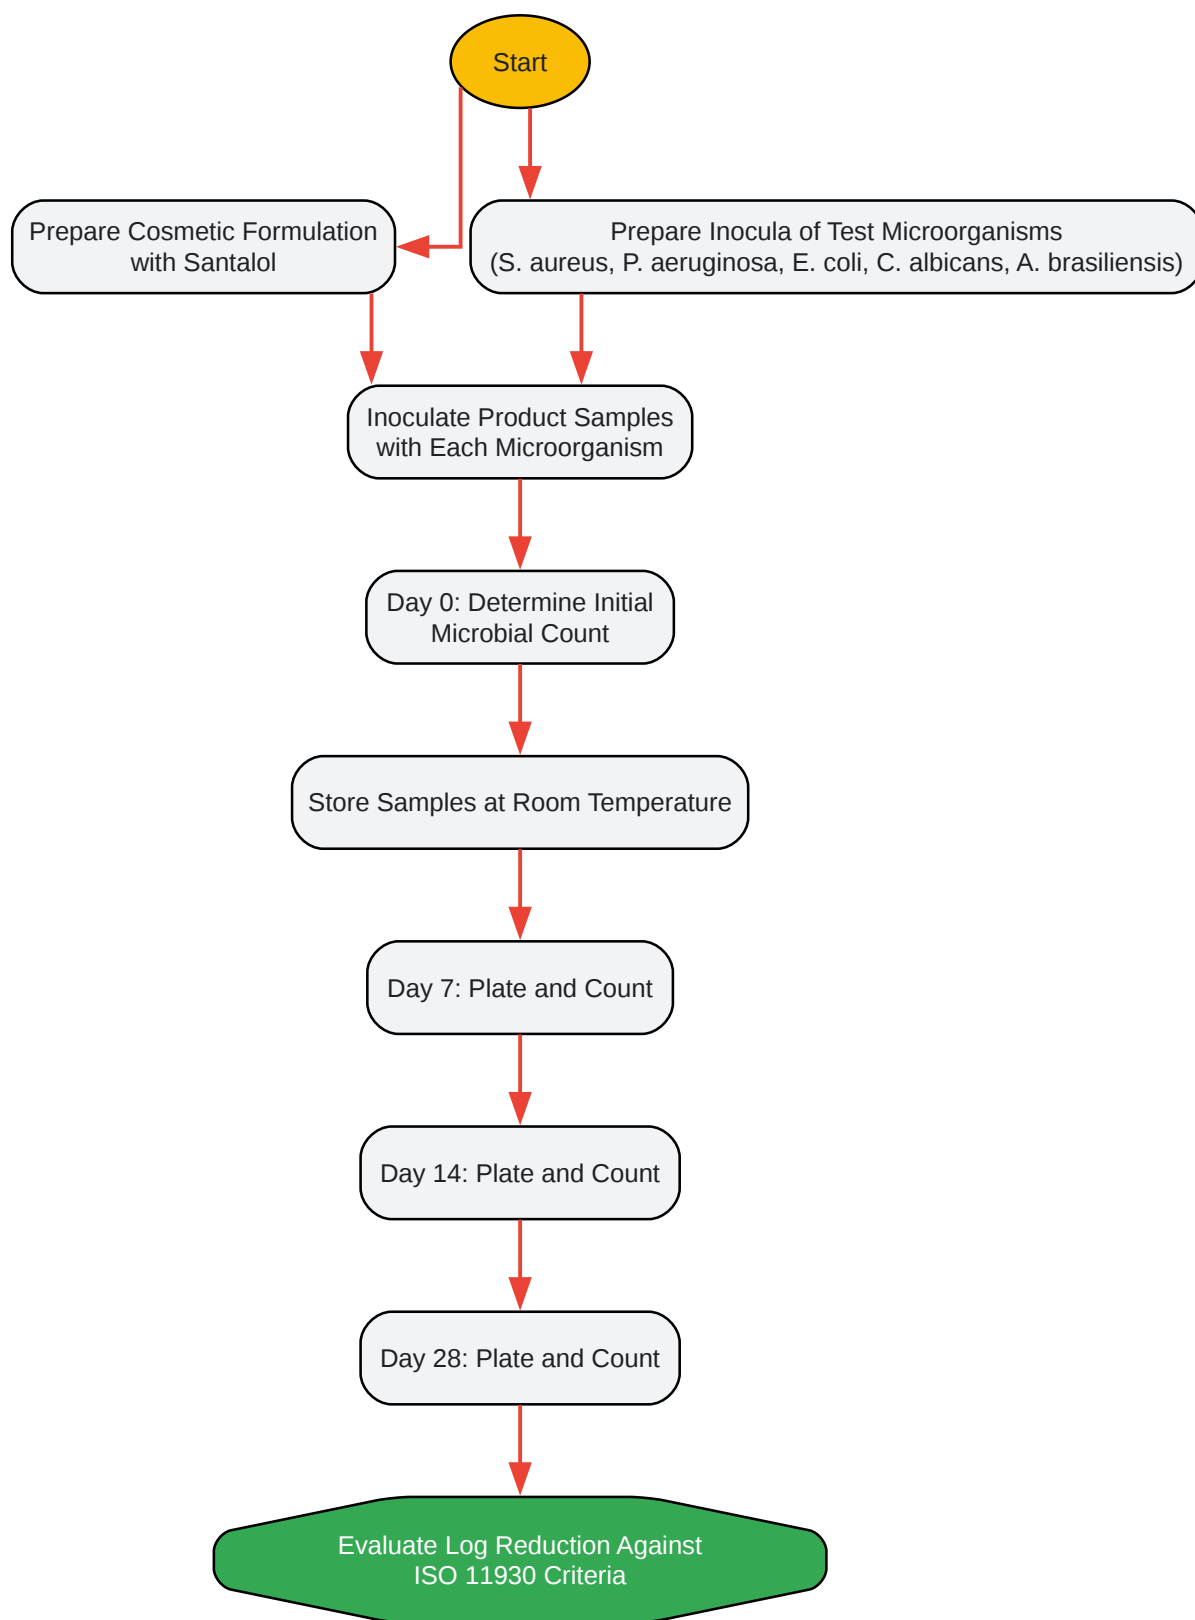 Start
Prepare Cosmetic Formulation
with Santalol
Prepare Inocula of Test Microorganisms
(S. aureus, P. aeruginosa, E. coli, C. albicans, A. brasiliensis)
Inoculate Product Samples
with Each Microorganism
Day 0: Determine Initial
Microbial Count
Store Samples at Room Temperature
Day 7: Plate and Count
Day 14: Plate and Count
Day 28: Plate and Count
Evaluate Log Reduction Against
ISO 11930 Criteria